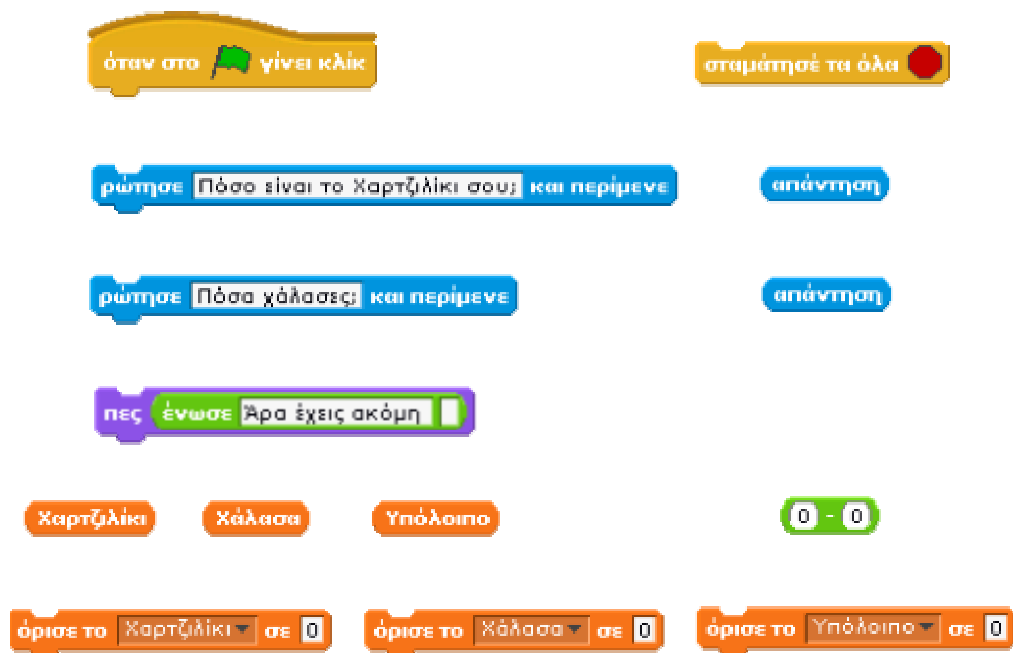 όταν στο γίνει κλίκ σταμάτησέ τα όλα
ρώτησε Πόσο είναι το Χαρτζιλίκι σου; και περίμενε απάντηση
ρώτησε Πόσα χάλασες; και περίμενε απάντηση
πες ένωσε Άρα έχεις ακόμη
Χαρτζιλίκι Χάλασα Υπόλοιπο 0 - 0
όρισε το Χαρτζιλίκι σε 0 όρισε το Χάλασα σε 0 όρισε το Υπόλοιπο σε 0